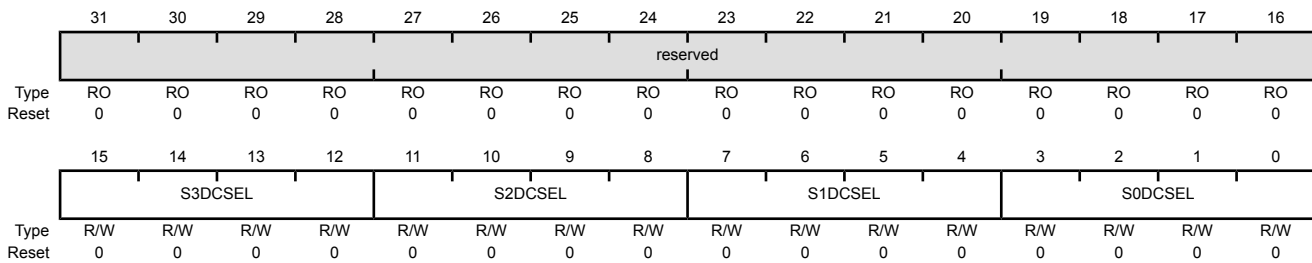 31 30 29 28 27 26 25 24 23 22 21 20 19 18 17 16
reserved
Type RO RO RO RO RO RO RO RO RO RO RO RO RO RO RO RO
Reset 0 0 0 0 0 0 0 0 0 0 0 0 0 0 0 0
15 14 13 12 11 10 9 8 7 6 5 4 3 2 1 0
S3DCSEL S2DCSEL S1DCSEL S0DCSEL
Type R/W R/W R/W R/W R/W R/W R/W R/W R/W R/W R/W R/W R/W R/W R/W R/W
Reset 0 0 0 0 0 0 0 0 0 0 0 0 0 0 0 0